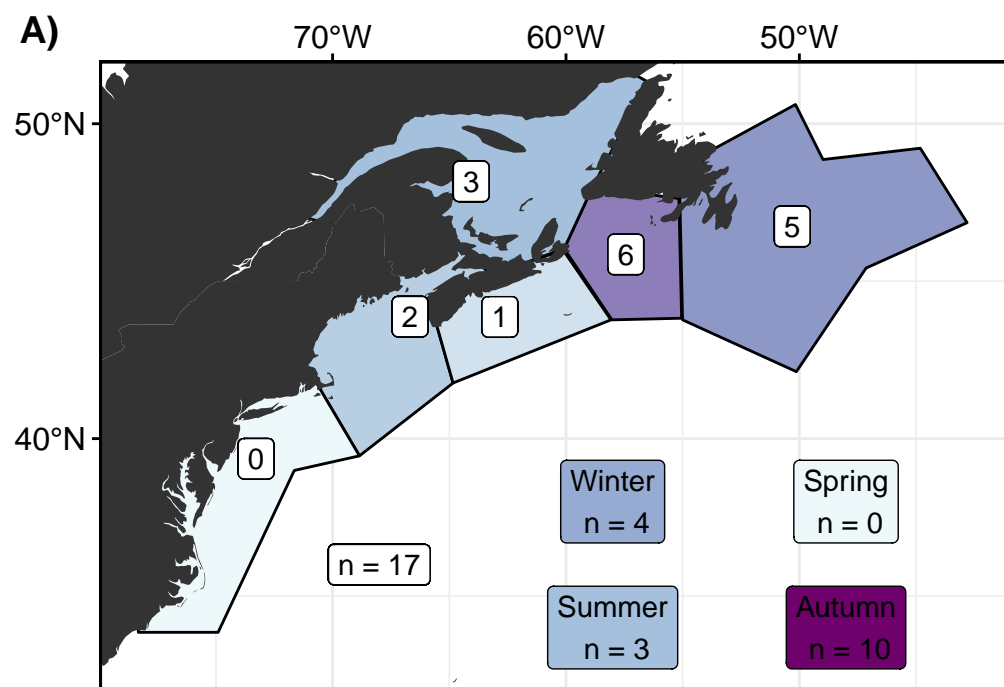 A)
70°W 60°W 50°W
50°N
40°N
3
5
6
2
1
0
Winter
n = 4
Spring
n = 0
n = 17
Summer
n = 3
Autumn
n = 10